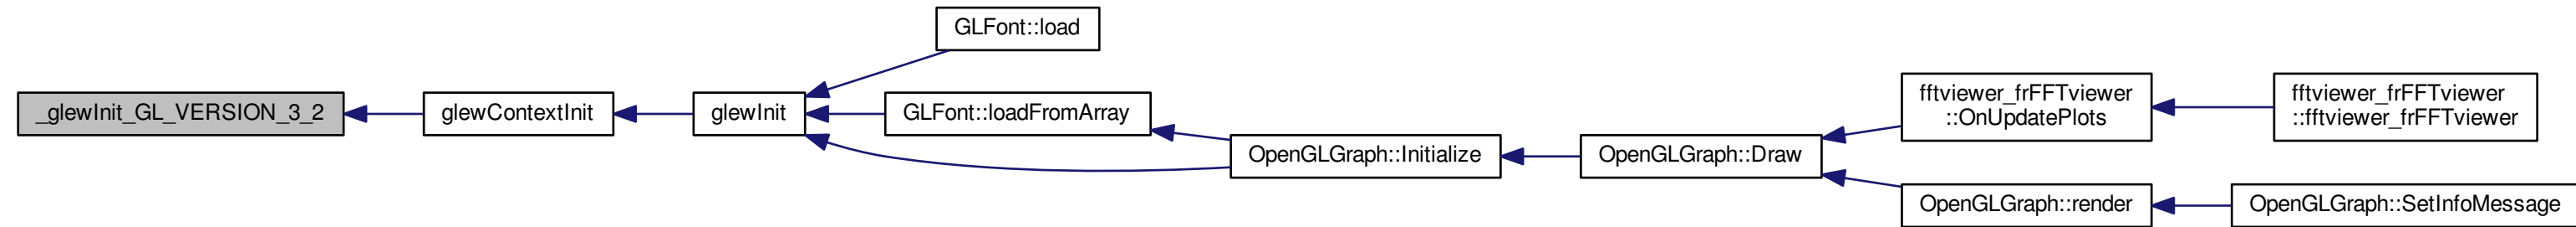 GLFont::load
_glewInit_GL_VERSION_3_2
glewContextInit
glewInit
GLFont::loadFromArray
OpenGLGraph::Initialize
OpenGLGraph::Draw
fftviewer_frFFTviewer
::OnUpdatePlots
fftviewer_frFFTviewer
::fftviewer_frFFTviewer
OpenGLGraph::render
OpenGLGraph::SetInfoMessage